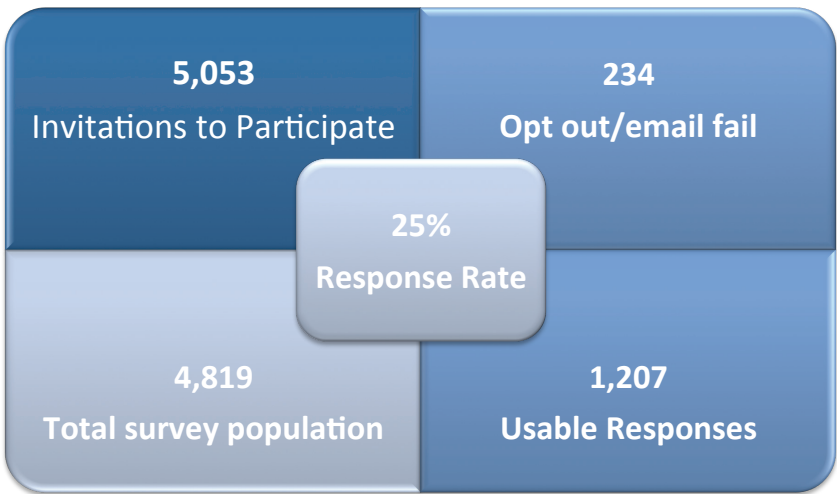 5,053
Invitations to Participate
234
Opt out/email fail
25%
Response Rate
4,819
Total survey population
1,207
Usable Responses